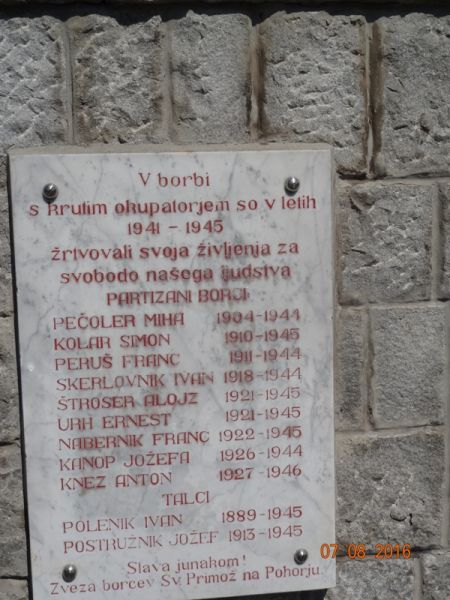 V borbi
s krutim okupatorjem so v letih
1941 - 1945
žrtvovali svoja življenja za
svobodo našega ljudstva
PARTIZANI BORCI
PEČOLER MIHA 1904-1944
KOLAR SIMON 1910-1945
PERUŠ FRANC 1911-1944
SKERLOVNIK IVAN 1918-1944
ŠTROSER ALOJZ 1921-1945
URH ERNEST 1921-1945
NABERNIK FRANC 1922-1945
KANOP JOŽEFA 1926-1944
KNEZ ANTON 1927-1946
TALCI
POLENIK IVAN 1889-1945
POSTRUŽNIK JOŽEF 1913-1945
Slava junakom!
Zveza borcev Sv. Primož na Pohorju
07 08 2016